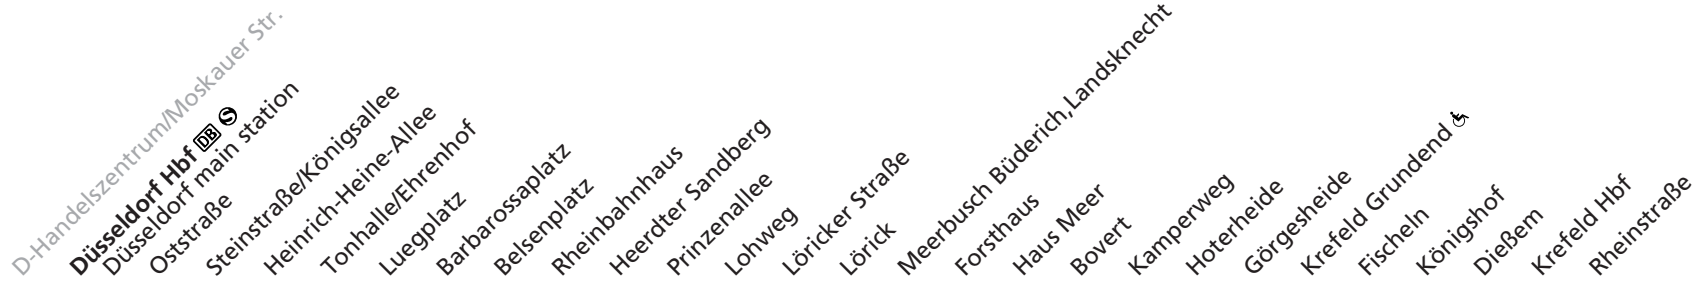 D-Handelszentrum/Moskauer Str.
Düsseldorf Hbf DB S
Düsseldorf main station
Oststraße
Steinstraße/Königsallee
Heinrich-Heine-Allee
Tonhalle/Ehrenhof
Luegplatz
Barbarossaplatz
Belsenplatz
Rheinbahnhaus
Heerdter Sandberg
Prinzenallee
Lohweg
Löricker Straße
Lörick
Meerbusch Büderich,Landsknecht
Forsthaus
Haus Meer
Bovert
Kamperweg
Hoterheide
Görgesheide
Krefeld Grundend
Fischeln
Königshof
Dießem
Krefeld Hbf
Rheinstraße